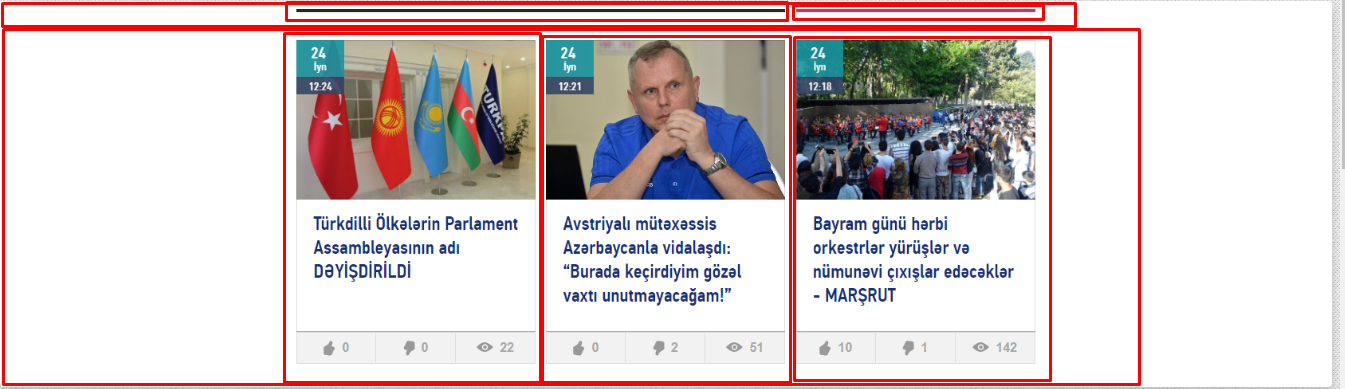 24
İyn
12:24
TÜRKPA
Türkdilli Ölkələrin Parlament
Assambleyasının adı
DƏYİŞDİRİLDİ
0
0
22
24
İyn
12:21
Avstriyalı mütəxəssis
Azərbaycanla vidalaşdı:
“Burada keçirdiyim gözəl
vaxtı unutmayacağam!”
0
2
51
24
İyn
12:18
Bayram günü hərbi
orkestrlər yürüşlər və
nümunəvi çıxışlar edəcəklər
- MARŞRUT
10
1
142